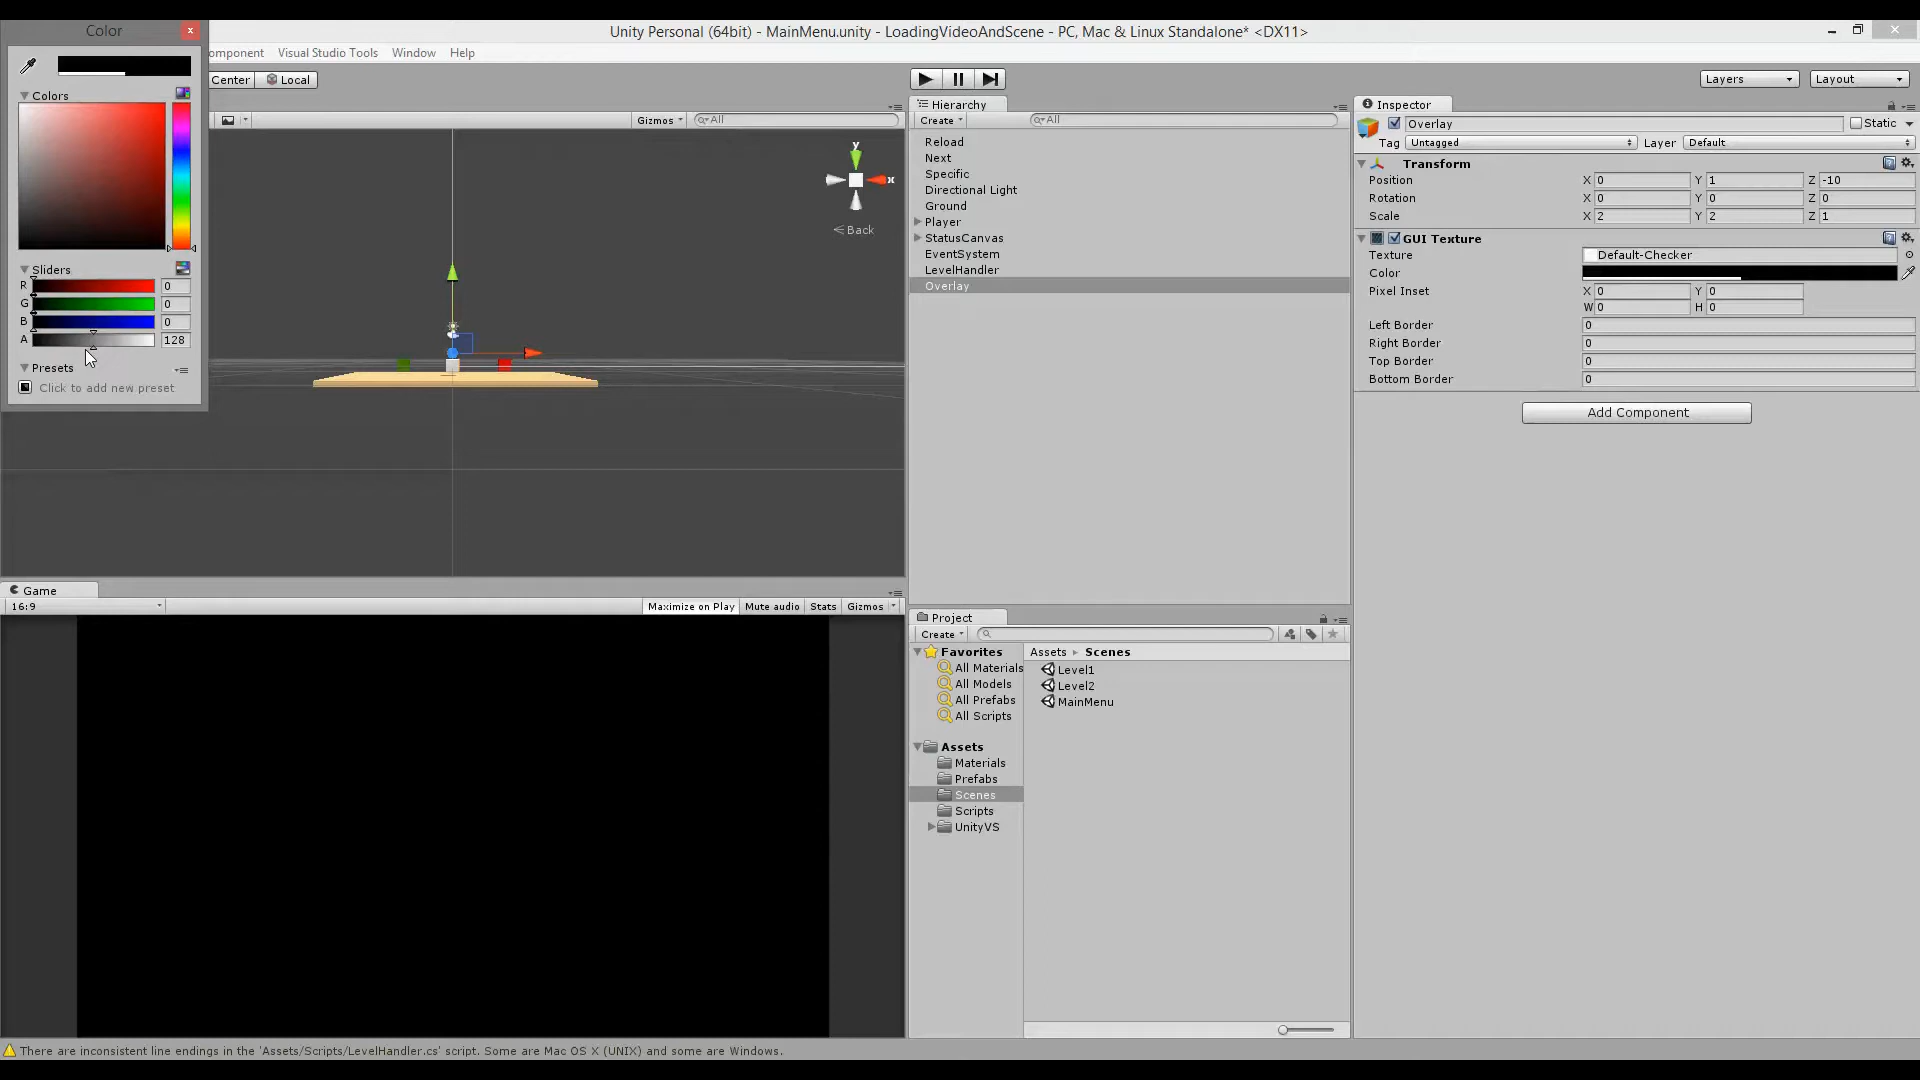 Color
Unity Personal (64bit) - MainMenu.unity - LoadingVideoAndScene - PC, Mac & Linux Standalone* <DX11>
omponent Visual Studio Tools Window Help
Center Local
Layers Layout
Colors
Hierarchy
Inspector
Gizmos All
Create All
Overlay Static
Tag Untagged Layer Default
Reload
Next
Specific
Directional Light
Ground
Player
StatusCanvas
EventSystem
LevelHandler
Overlay
y
x
Back
Transform
Position X 0 Y 1 Z -10
Rotation X 0 Y 0 Z 0
Scale X 2 Y 2 Z 1
GUI Texture
Texture Default-Checker
Color
Pixel Inset X 0 Y 0
W 0 H 0
Left Border 0
Right Border 0
Top Border 0
Bottom Border 0
Add Component
Sliders
R 0
G 0
B 0
A 128
Presets
Click to add new preset
Game
16:9 Maximize on Play Mute audio Stats Gizmos
Project
Create
Favorites
All Materials
All Models
All Prefabs
All Scripts
Assets
Materials
Prefabs
Scenes
Scripts
UnityVS
Assets Scenes
Level1
Level2
MainMenu
There are inconsistent line endings in the 'Assets/Scripts/LevelHandler.cs' script. Some are Mac OS X (UNIX) and some are Windows.